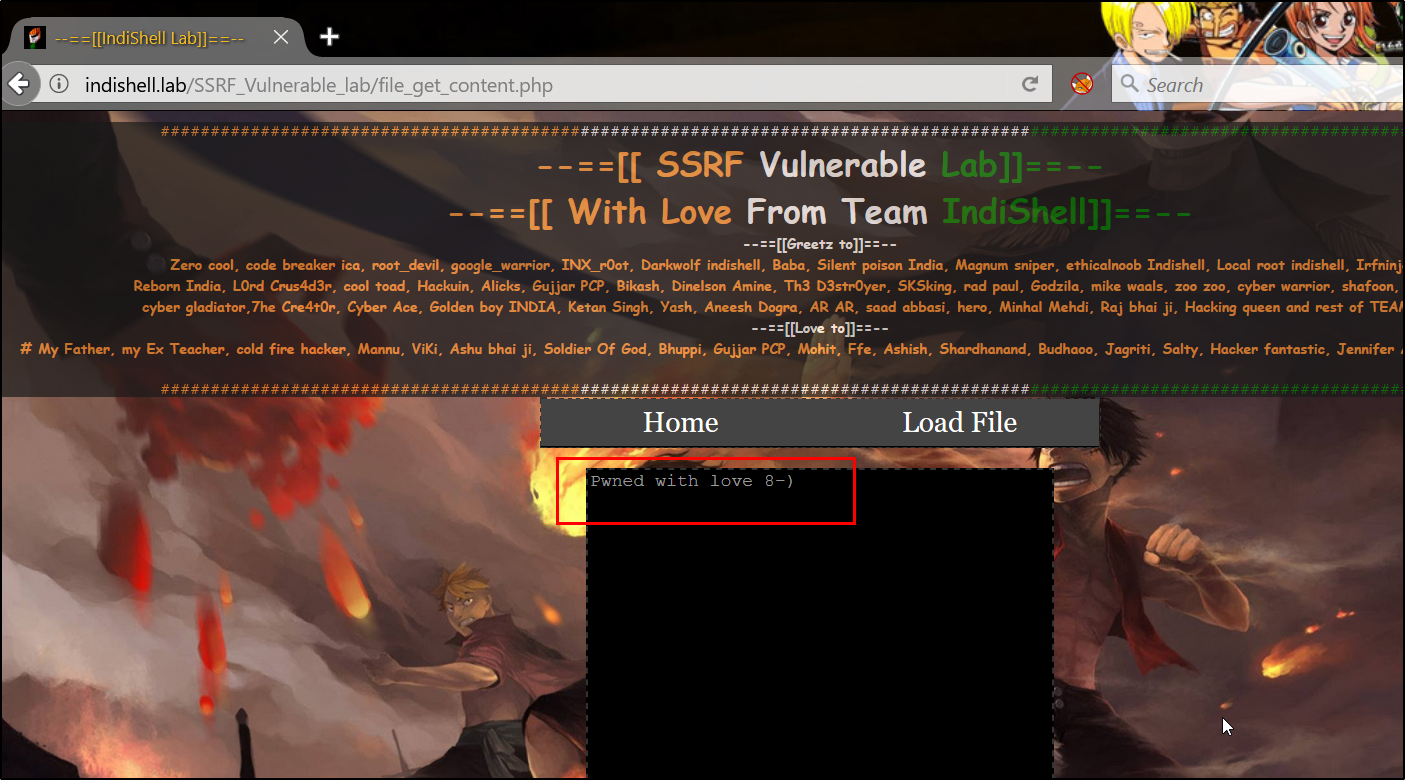 --==[[IndiShell Lab]]==--
indishell.lab/SSRF_Vulnerable_lab/file_get_content.php
Search
--==[[ SSRF Vulnerable Lab]]==--
--==[[ With Love From Team IndiShell]]==--
--==[[Greetz to]]==--
Zero cool, code breaker ica, root_devil, google_warrior, INX_r0ot, Darkwolf indishell, Baba, Silent poison India, Magnum sniper, ethicalnoob Indishell, Local root indishell, Irfninj
Reborn India, L0rd Crus4d3r, cool toad, Hackuin, Alicks, Gujjar PCP, Bikash, Dinelson Amine, Th3 D3str0yer, SKSking, rad paul, Godzila, mike waals, zoo zoo, cyber warrior, shafoon,
cyber gladiator,7he Cre4t0r, Cyber Ace, Golden boy INDIA, Ketan Singh, Yash, Aneesh Dogra, AR AR, saad abbasi, hero, Minhal Mehdi, Raj bhai ji, Hacking queen and rest of TEAM
--==[[Love to]]==--
# My Father, my Ex Teacher, cold fire hacker, Mannu, ViKi, Ashu bhai ji, Soldier Of God, Bhuppi, Gujjar PCP, Mohit, Ffe, Ashish, Shardhanand, Budhaoo, Jagriti, Salty, Hacker fantastic, Jennifer
Home Load File
Pwned with love 8-)